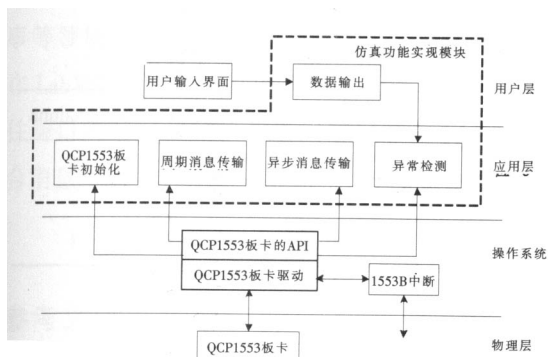 仿真功能实现模块
用户输入界面
数据输出
用户层
QCP1553板
卡初始化
周期消息传输
异步消息传输
异常检测
应用层
QCP1553板卡的API
操作系统
QCP1553板卡驱动
1553B中断
QCP1553板卡
物理层